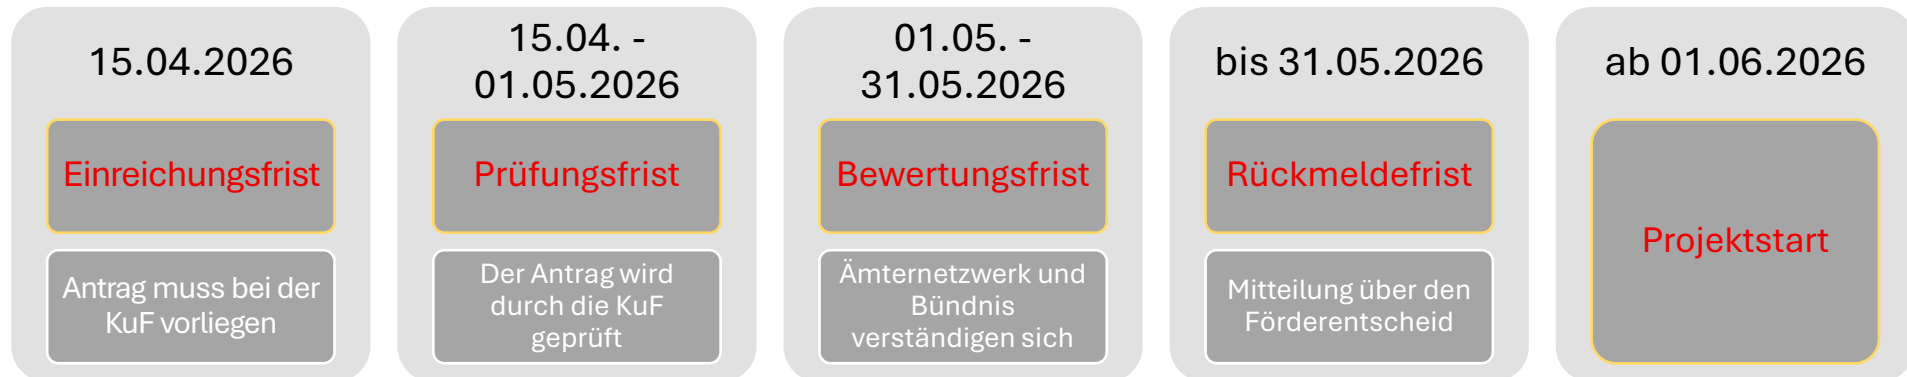 15.04.2026
Einreichungsfrist
Antrag muss bei der
KuF vorliegen
15.04. -
01.05.2026
Prüfungsfrist
Der Antrag wird
durch die KuF
geprüft
01.05. -
31.05.2026
Bewertungsfrist
Ämternetzwerk und
Bündnis
verständigen sich
bis 31.05.2026
Rückmeldefrist
Mitteilung über den
Förderentscheid
ab 01.06.2026
Projektstart